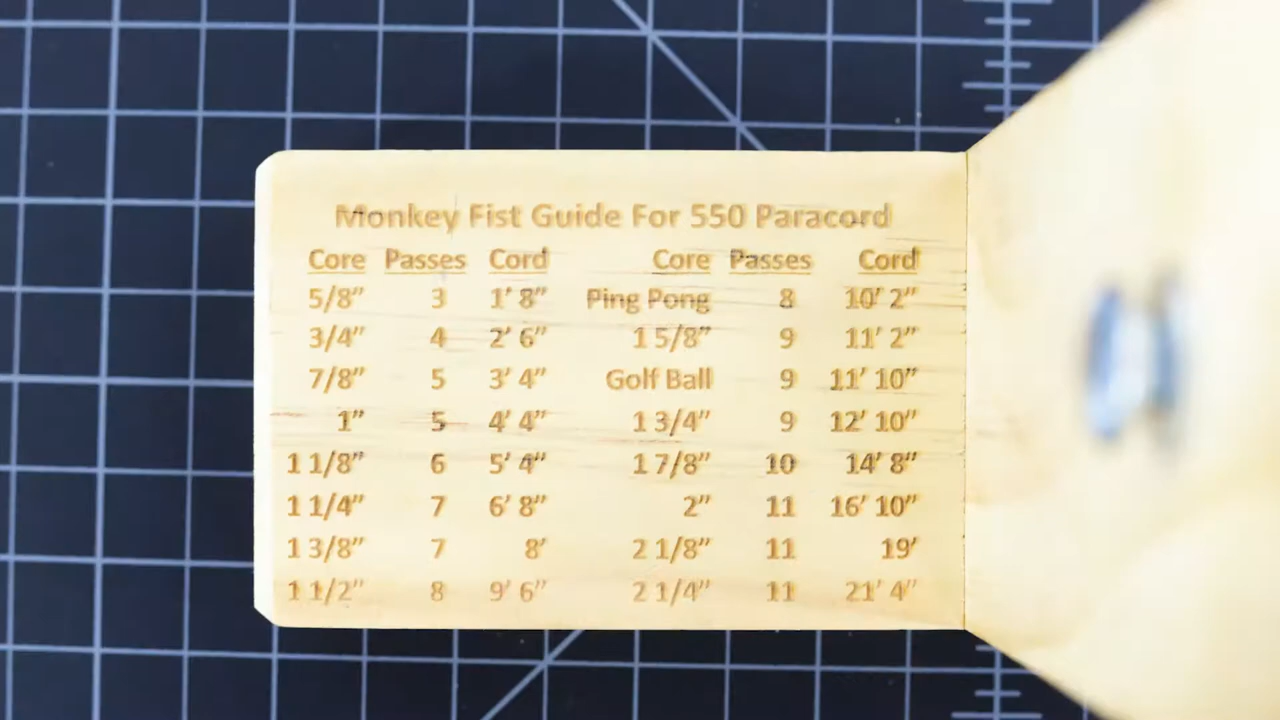 Monkey Fist Guide For 550 Paracord
Core Passes Cord Core Passes Cord
5/8” 3 1’ 8” Ping Pong 8 10’ 2”
3/4” 4 2’ 6” 1 5/8” 9 11’ 2”
7/8” 5 3’ 4” Golf Ball 9 11’ 10”
1” 5 4’ 4” 1 3/4” 9 12’ 10”
1 1/8” 6 5’ 4” 1 7/8” 10 14’ 8”
1 1/4” 7 6’ 8” 2” 11 16’ 10”
1 3/8” 7 8’ 2 1/8” 11 19’
1 1/2” 8 9’ 6” 2 1/4” 11 21’ 4”